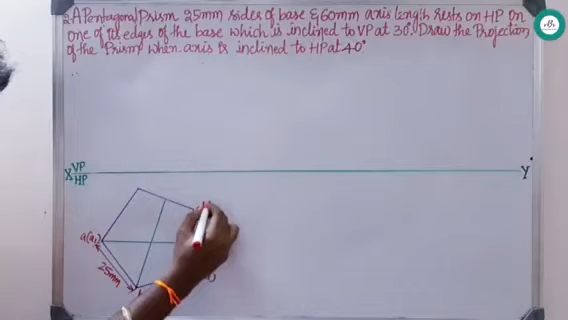 2. A Pentagonal Prism 25mm sides of base & 60mm axis length rests on HP on
one of its edges of the base which is inclined to VP at 30°. Draw the Projection
of the Prism when axis is inclined to HP at 40°
X VP
HP
Y
a(a₁)
25mm